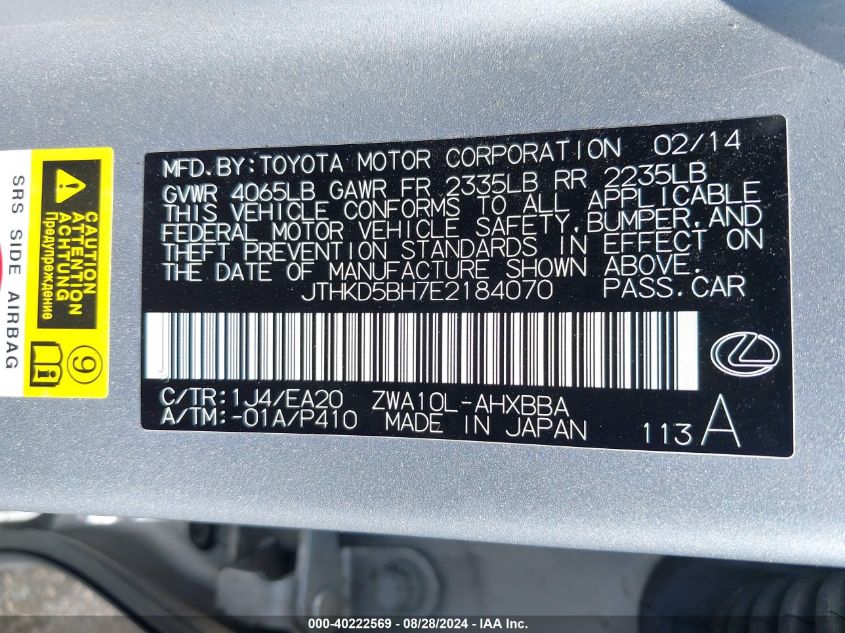 MFD.BY:TOYOTA MOTOR CORPORATION 02/14
GVWR 4065LB GAWR FR 2335LB RR 2235LB
THIS VEHICLE CONFORMS TO ALL APPLICABLE
FEDERAL MOTOR VEHICLE SAFETY,BUMPER,AND
THEFT PREVENTION STANDARDS IN EFFECT ON
THE DATE OF MANUFACTURE SHOWN ABOVE.
JTHKD5BH7E2184070 PASS.CAR
C/TR:1J4/EA20 ZWA10L-AHXBBA
A/TM:-01A/P410 MADE IN JAPAN 113 A
CAUTION
ATTENTION
ACHTUNG
Предупреждение
9
SRS SIDE AIRBAG
000-40222569 | 08/28/2024 | IAA Inc.